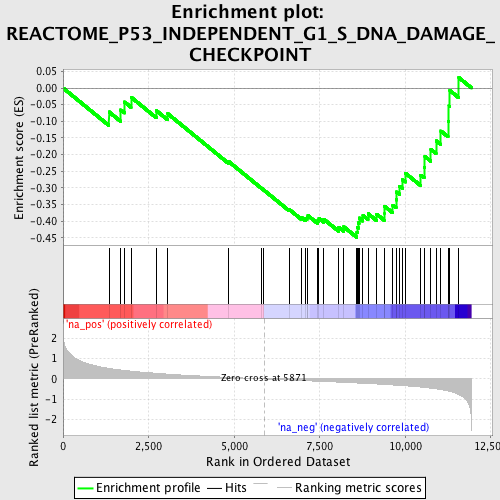 Enrichment plot:
REACTOME_P53_INDEPENDENT_G1_S_DNA_DAMAGE_
CHECKPOINT
Enrichment score (ES)
0.05
0.00
-0.05
-0.10
-0.15
-0.20
-0.25
-0.30
-0.35
-0.40
-0.45
'na_pos' (positively correlated)
Ranked list metric (PreRanked)
2
1
0
-1
-2
Zero cross at 5871
'na_neg' (negatively correlated)
0
2,500
5,000
7,500
10,000
12,500
Rank in Ordered Dataset
Enrichment profile
Hits
Ranking metric scores